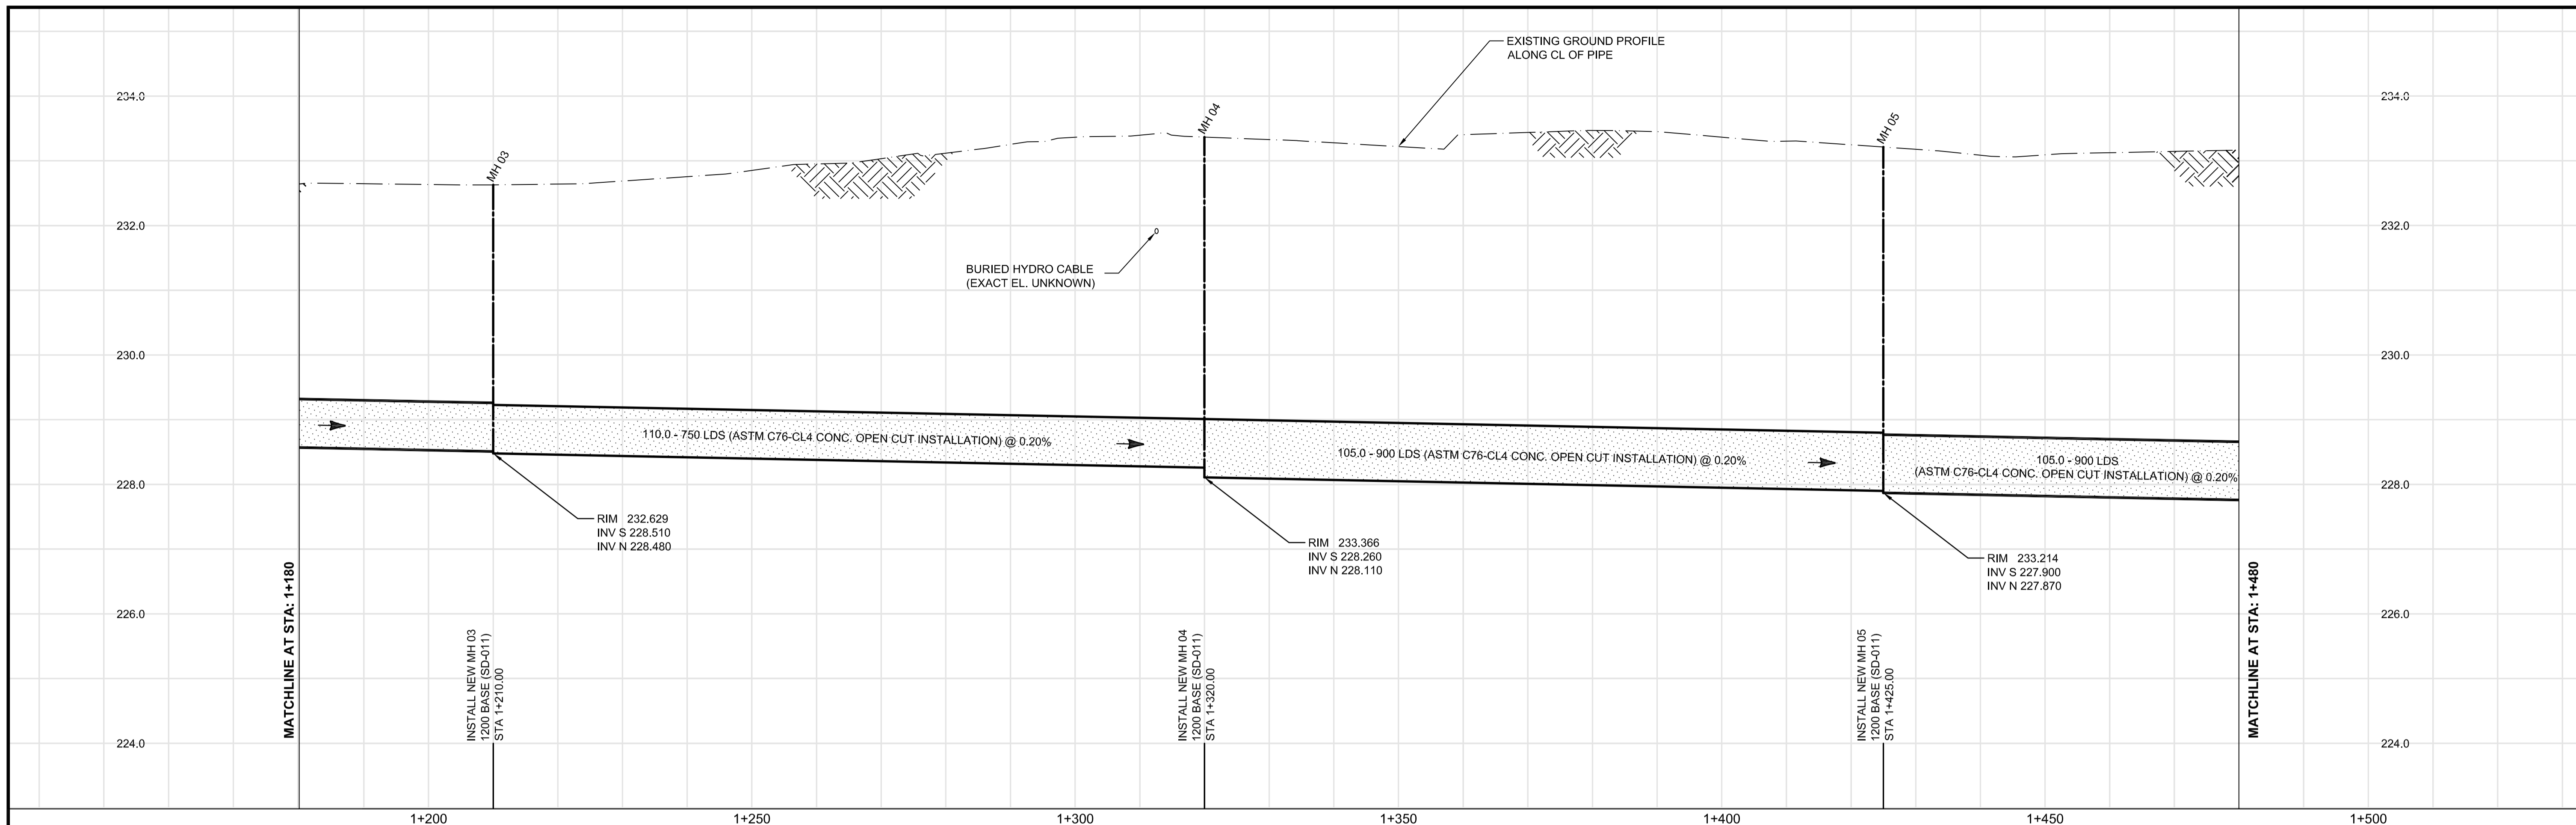 EXISTING GROUND PROFILE
ALONG CL OF PIPE
234.0
234.0
MH 03
MH 04
MH 05
232.0
232.0
BURIED HYDRO CABLE
(EXACT EL. UNKNOWN)
230.0
230.0
110.0 - 750 LDS (ASTM C76-CL4 CONC. OPEN CUT INSTALLATION) @ 0.20%
105.0 - 900 LDS (ASTM C76-CL4 CONC. OPEN CUT INSTALLATION) @ 0.20%
105.0 - 900 LDS
(ASTM C76-CL4 CONC. OPEN CUT INSTALLATION) @ 0.20%
228.0
228.0
RIM 232.629
INV S 228.510
INV N 228.480
RIM 233.366
INV S 228.260
INV N 228.110
RIM 233.214
INV S 227.900
INV N 227.870
226.0
226.0
MATCHLINE AT STA: 1+180
INSTALL NEW MH 03
1200 BASE (SD-011)
STA 1+210.00
INSTALL NEW MH 04
1200 BASE (SD-011)
STA 1+320.00
INSTALL NEW MH 05
1200 BASE (SD-011)
STA 1+425.00
MATCHLINE AT STA: 1+480
224.0
224.0
1+200
1+250
1+300
1+350
1+400
1+450
1+500